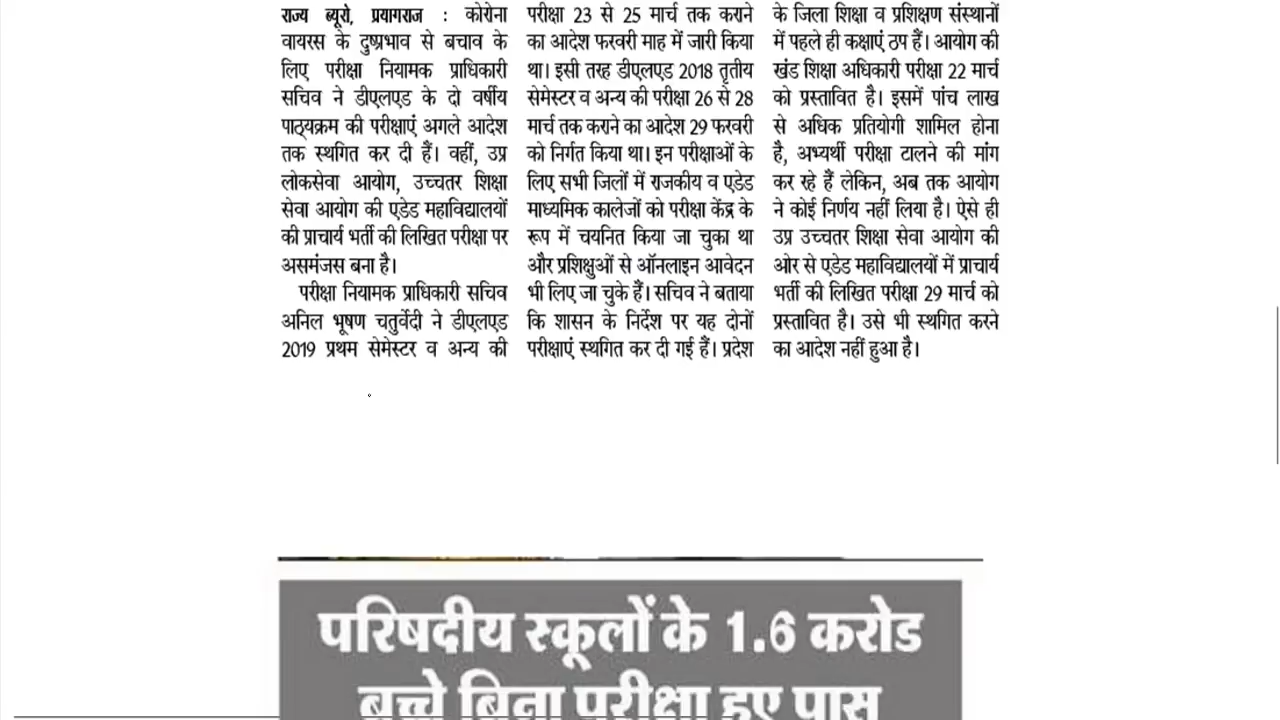 राज्य ब्यूरो, प्रयागराज : कोरोना
वायरस के दुष्प्रभाव से बचाव के
लिए परीक्षा नियामक प्राधिकारी
सचिव ने डीएलएड के दो वर्षीय
पाठ्यक्रम की परीक्षाएं अगले आदेश
तक स्थगित कर दी हैं। वहीं, उप्र
लोकसेवा आयोग, उच्चतर शिक्षा
सेवा आयोग की एडेड महाविद्यालयों
की प्राचार्य भर्ती की लिखित परीक्षा पर
असमंजस बना है।
परीक्षा नियामक प्राधिकारी सचिव
अनिल भूषण चतुर्वेदी ने डीएलएड
2019 प्रथम सेमेस्टर व अन्य की
परीक्षा 23 से 25 मार्च तक कराने
का आदेश फरवरी माह में जारी किया
था। इसी तरह डीएलएड 2018 तृतीय
सेमेस्टर व अन्य की परीक्षा 26 से 28
मार्च तक कराने का आदेश 29 फरवरी
को निर्गत किया था। इन परीक्षाओं के
लिए सभी जिलों में राजकीय व एडेड
माध्यमिक कालेजों को परीक्षा केंद्र के
रूप में चयनित किया जा चुका था
और प्रशिक्षुओं से ऑनलाइन आवेदन
भी लिए जा चुके हैं। सचिव ने बताया
कि शासन के निर्देश पर यह दोनों
परीक्षाएं स्थगित कर दी गई हैं। प्रदेश
के जिला शिक्षा व प्रशिक्षण संस्थानों
में पहले ही कक्षाएं ठप हैं। आयोग की
खंड शिक्षा अधिकारी परीक्षा 22 मार्च
को प्रस्तावित है। इसमें पांच लाख
से अधिक प्रतियोगी शामिल होना
है, अभ्यर्थी परीक्षा टालने की मांग
कर रहे हैं लेकिन, अब तक आयोग
ने कोई निर्णय नहीं लिया है। ऐसे ही
उप्र उच्चतर शिक्षा सेवा आयोग की
ओर से एडेड महाविद्यालयों में प्राचार्य
भर्ती की लिखित परीक्षा 29 मार्च को
प्रस्तावित है। उसे भी स्थगित करने
का आदेश नहीं हुआ है।
परिषदीय स्कूलों के 1.6 करोड
बच्चे बिना परीक्षा हुए पास